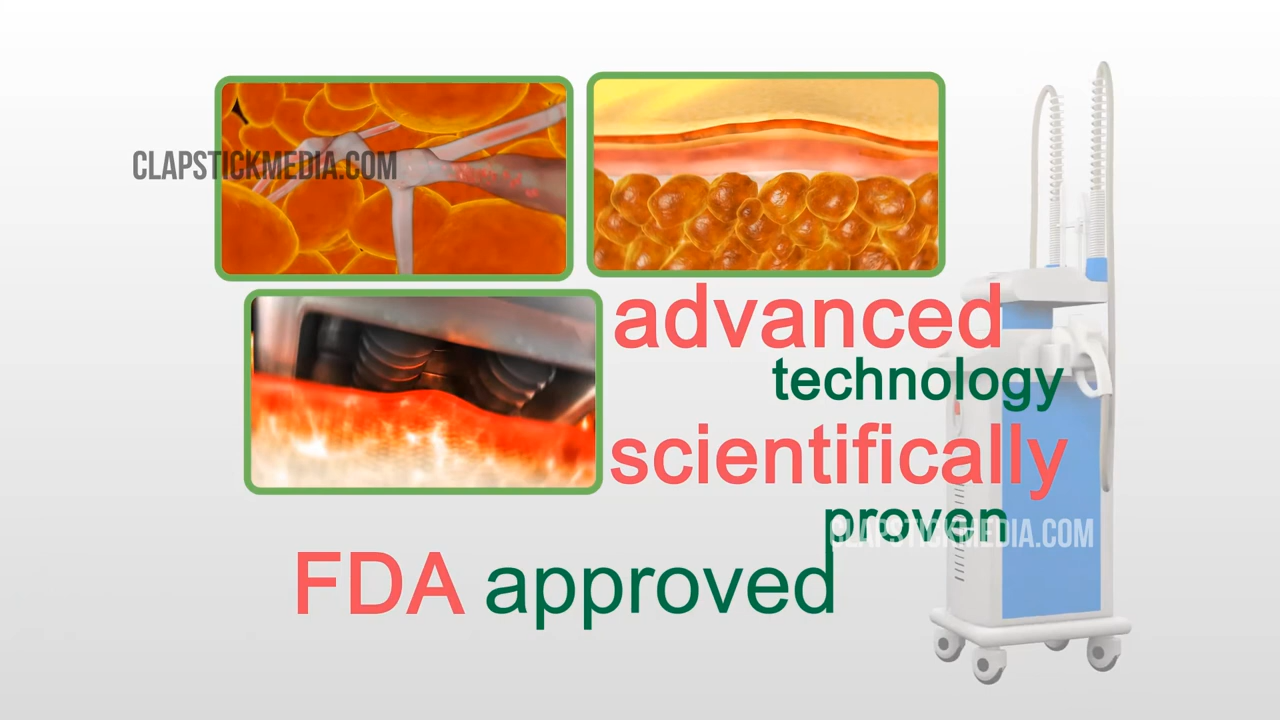 CLAPSTICKMEDIA.COM
advanced
technology
scientifically
proven
CLAPSTICKMEDIA.COM
FDA approved